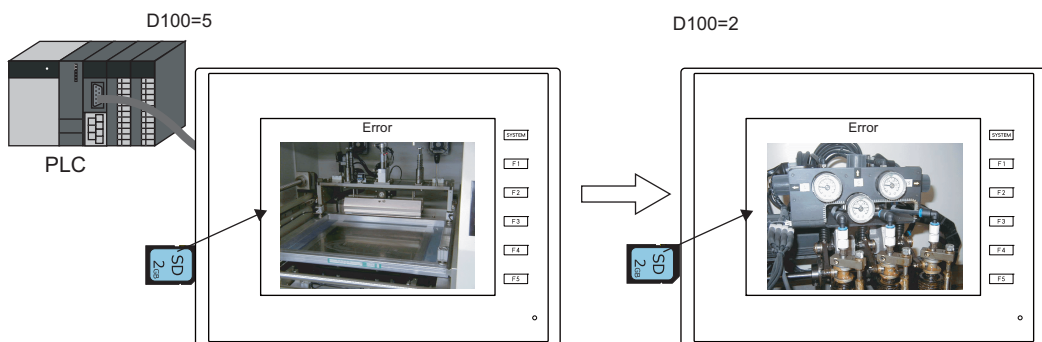 D100=5
D100=2
PLC
Error
SYSTEM
F1
F2
F3
F4
F5
SD
2GB
Error
SYSTEM
F1
F2
F3
F4
F5
SD
2GB